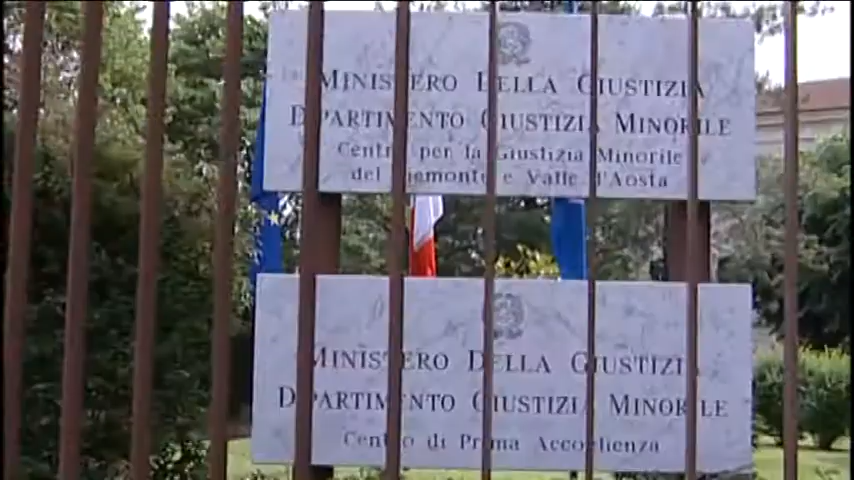 MINISTERO DELLA GIUSTIZIA
DIPARTIMENTO GIUSTIZIA MINORILE
Centro per la Giustizia Minorile
del Piemonte e Valle d'Aosta
MINISTERO DELLA GIUSTIZIA
DIPARTIMENTO GIUSTIZIA MINORILE
Centro di Prima Accoglienza